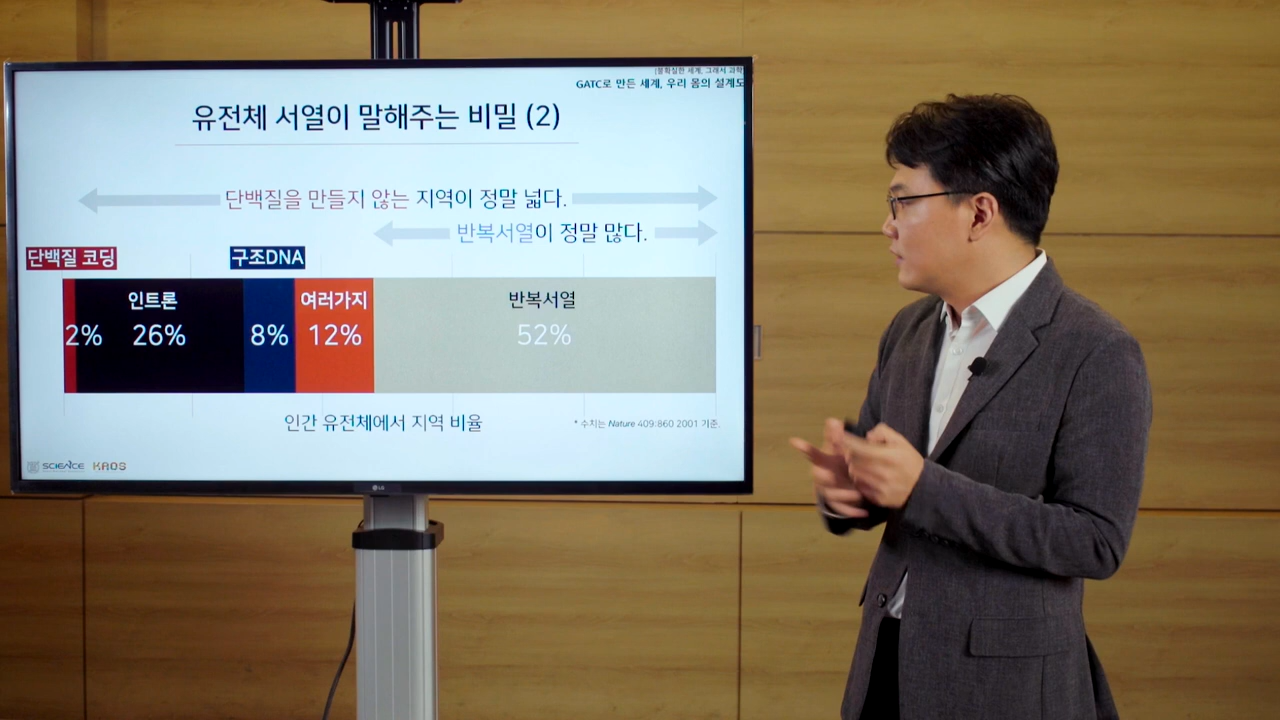 [불확실한 세계, 그래서 과학
GATC로 만든 세계, 우리 몸의 설계도
유전체 서열이 말해주는 비밀 (2)
단백질을 만들지 않는 지역이 정말 넓다.
반복서열이 정말 많다.
단백질 코딩
구조DNA
인트론
여러가지
반복서열
2%
26%
8%
12%
52%
인간 유전체에서 지역 비율
* 수치는 Nature 409:860 2001 기준.
SCIENCE
KAOS
LG